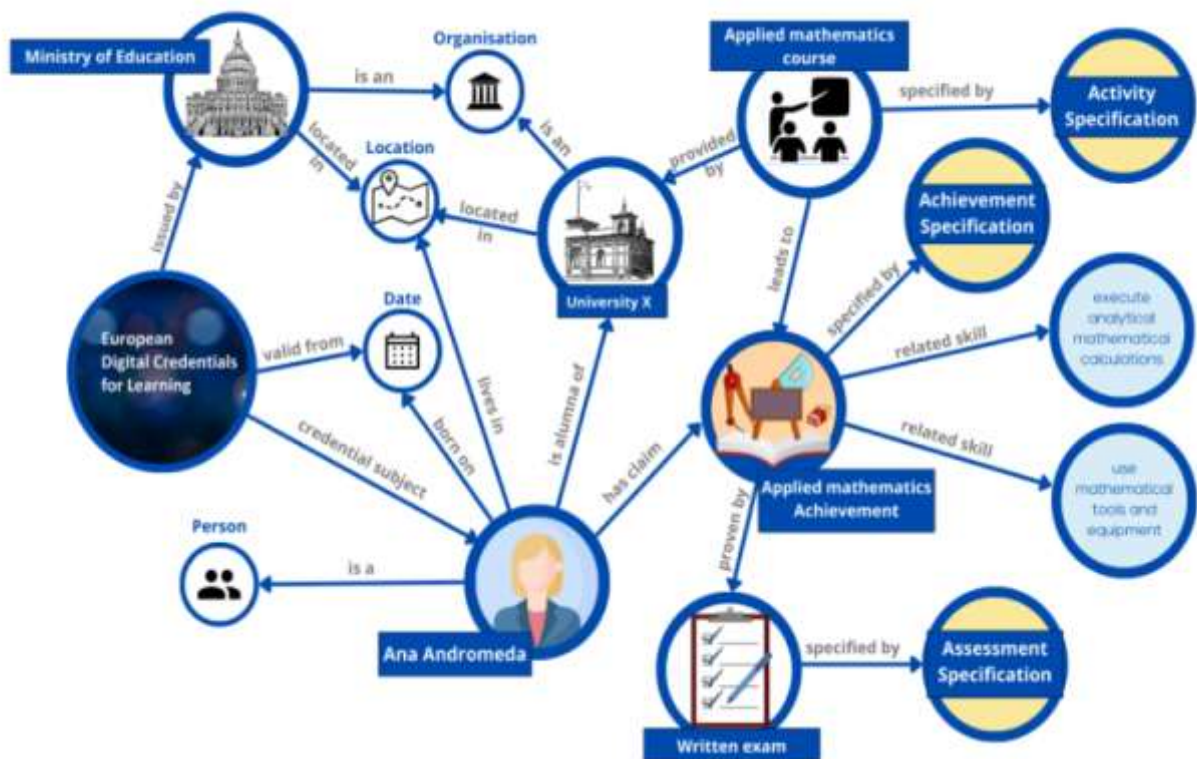 Ministry of Education
Organisation
is an
Applied mathematics
course
specified by
Activity
Specification
located
in
Location
is an
provided
by
Achievement
Specification
issued by
located
in
University X
leads to
specified by
European
Digital Credentials
for Learning
valid from
Date
execute
analytical
mathematical
calculations
related skill
lives in
is alumna of
born on
credential subject
has claim
related skill
use
mathematical
tools and
equipment
Applied mathematics
Achievement
proven by
Person
is a
Ana Andromeda
specified by
Assessment
Specification
Written exam